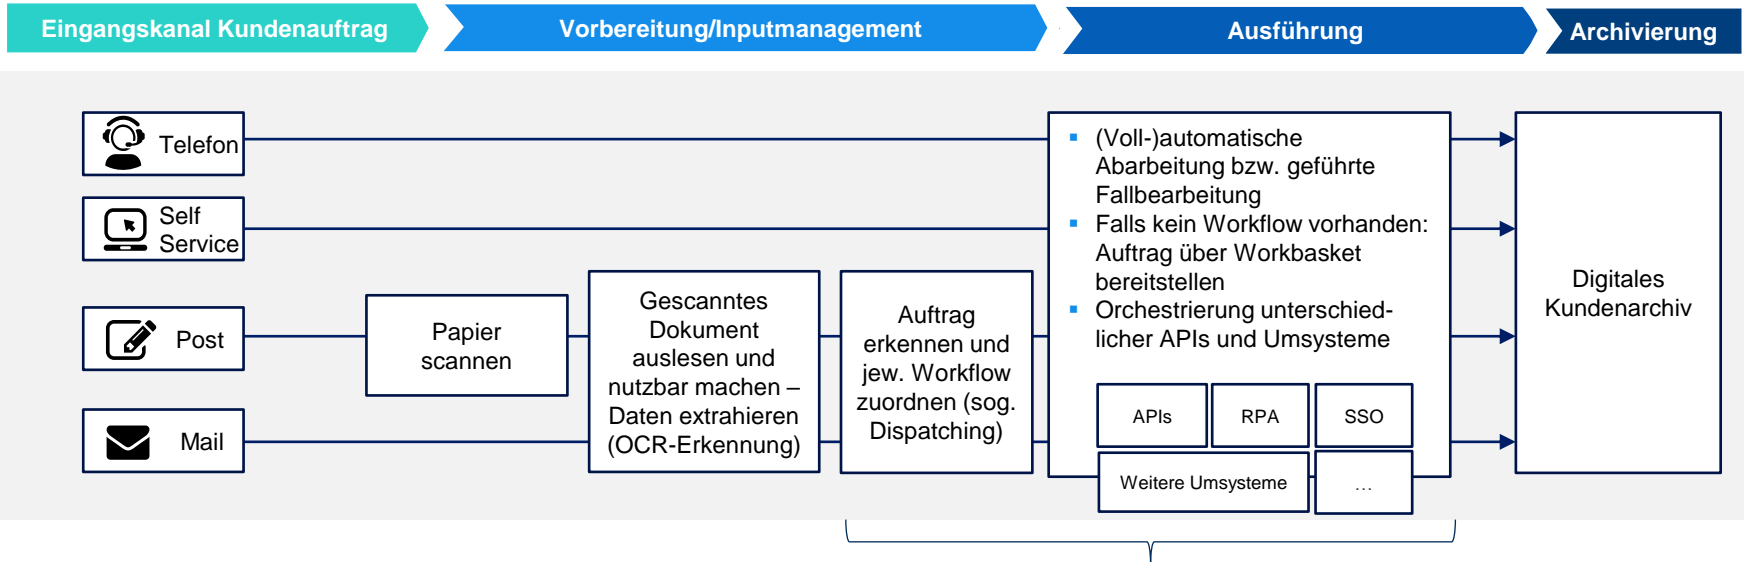 Eingangskanal Kundenauftrag
Vorbereitung/Inputmanagement
Ausführung
Archivierung
Telefon
Self
Service
Post
Mail
Papier
scannen
Gescanntes
Dokument
auslesen und
nutzbar machen –
Daten extrahieren
(OCR-Erkennung)
Auftrag
erkennen und
jew. Workflow
zuordnen (sog.
Dispatching)
▪ (Voll-)automatische
Abarbeitung bzw. geführte
Fallbearbeitung
▪ Falls kein Workflow vorhanden:
Auftrag über Workbasket
bereitstellen
▪ Orchestrierung unterschied-
licher APIs und Umsysteme
APIs
RPA
SSO
Weitere Umsysteme
…
Digitales
Kundenarchiv